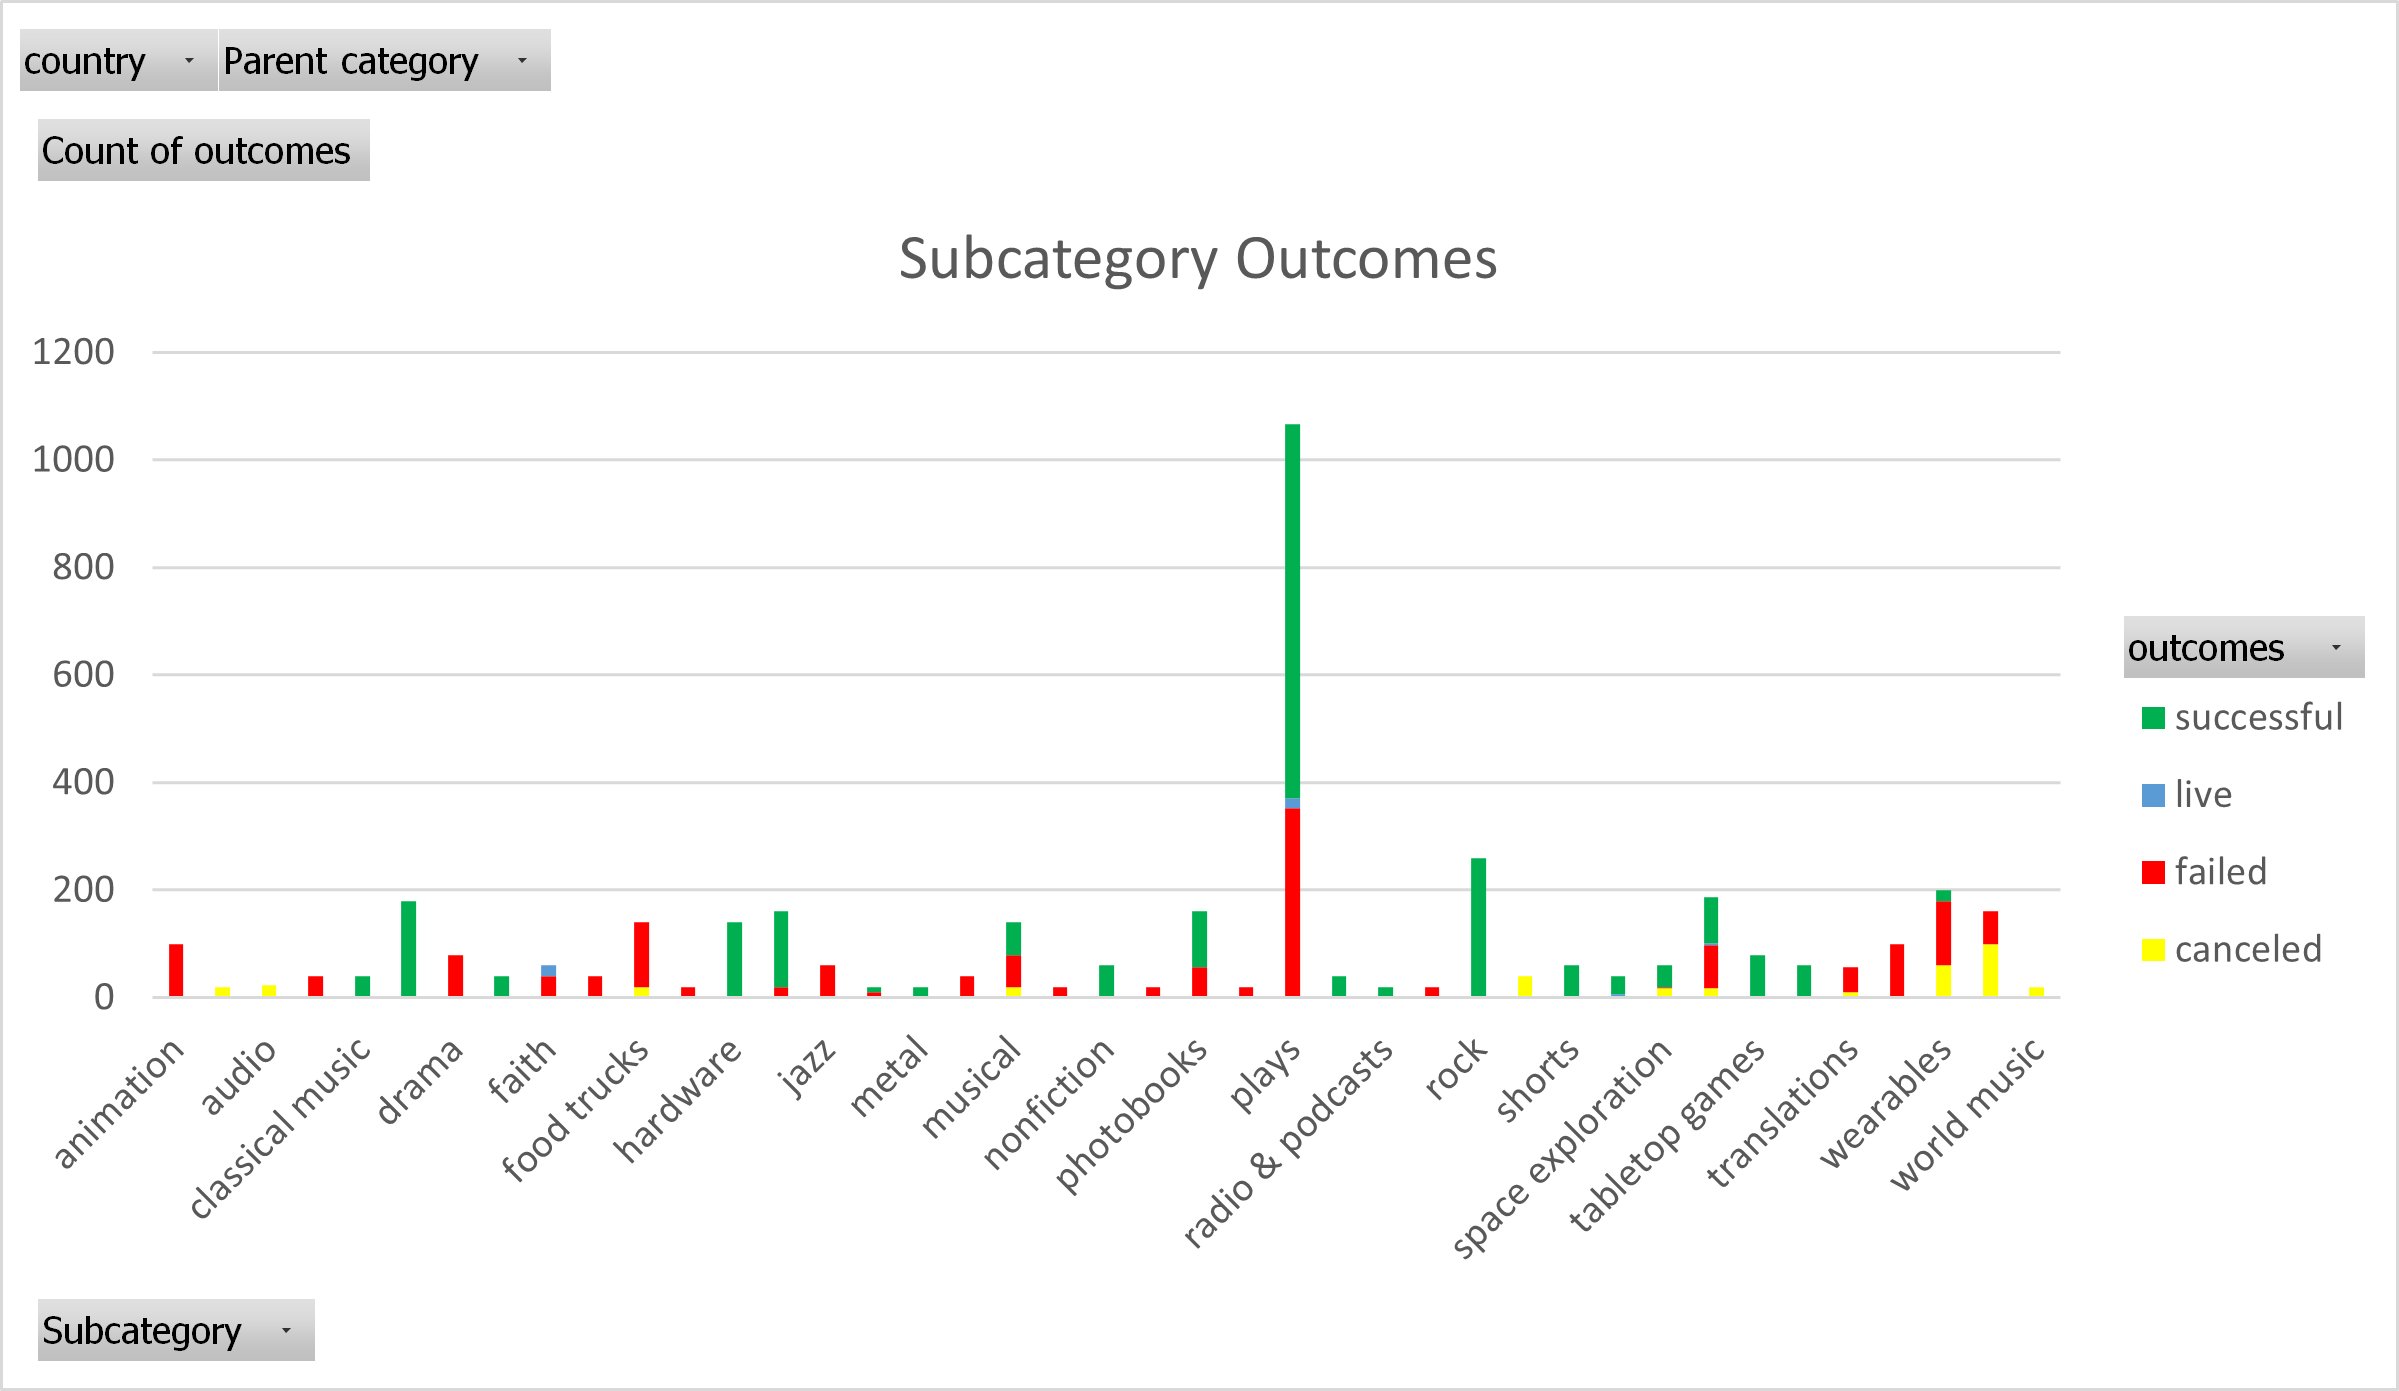 country
Parent category
Count of outcomes
Subcategory Outcomes
1200
1000
800
600
400
200
0
animation
audio
classical music
drama
faith
food trucks
hardware
jazz
metal
musical
nonfiction
photobooks
plays
radio & podcasts
rock
shorts
space exploration
tabletop games
translations
wearables
world music
outcomes
successful
live
failed
canceled
Subcategory